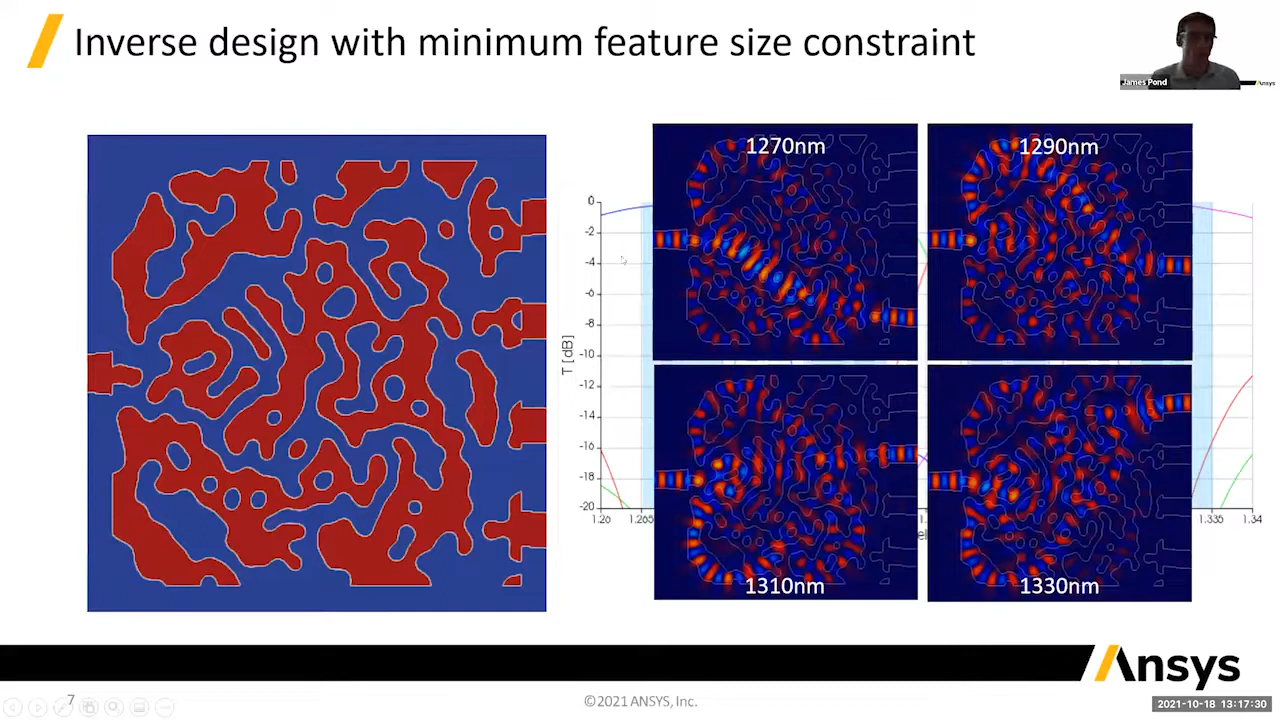 Inverse design with minimum feature size constraint
James Pond
Ansys
1270nm
1290nm
0
-2
-4
-6
-8
-10
-12
-14
-16
-18
-20
T [dB]
1.265
1.335
1.34
1310nm
1330nm
Ansys
7
©2021 ANSYS, Inc.
2021-10-18 13:17:30